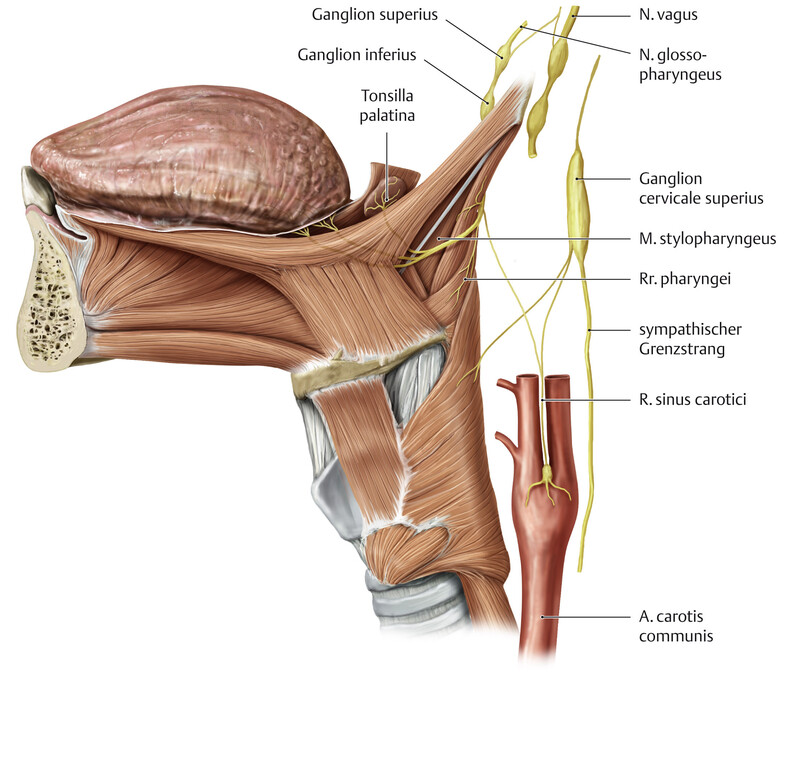 Ganglion superius
N. vagus
Ganglion inferius
N. glosso-
pharyngeus
Tonsilla
palatina
Ganglion
cervicale superius
M. stylopharyngeus
Rr. pharyngei
sympathischer
Grenzstrang
R. sinus carotici
A. carotis
communis